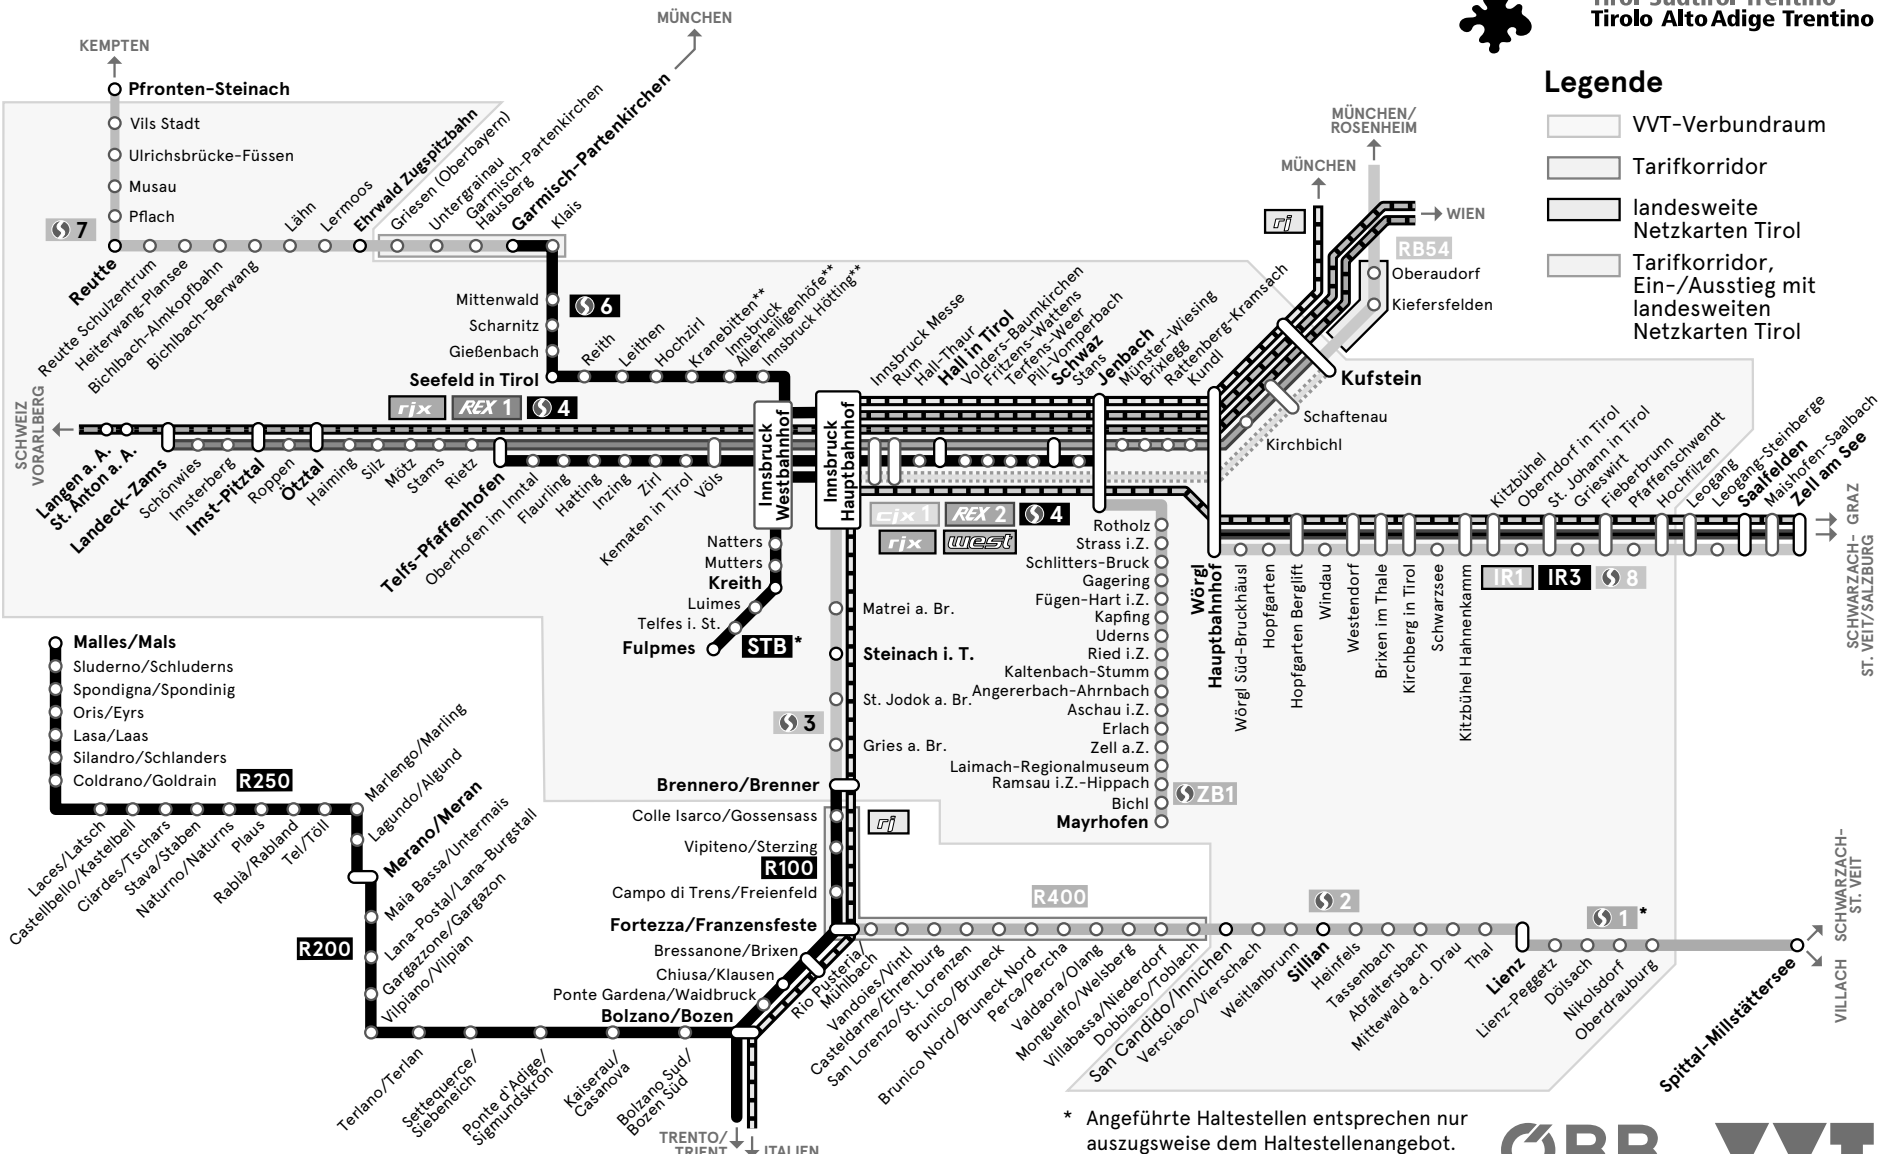 Tirol Südtirol Trentino
Tirolo Alto Adige Trentino
Legende
VVT-Verbundraum
Tarifkorridor
landesweite
Netzkarten Tirol
Tarifkorridor,
Ein-/Ausstieg mit
landesweiten
Netzkarten Tirol
MÜNCHEN
KEMPTEN
Pfronten-Steinach
Vils Stadt
Ulrichsbrücke-Füssen
Musau
Pflach
7
Reutte
Reutte Schulzentrum
Heiterwang-Plansee
Bichlbach-Almkopfbahn
Bichlbach-Berwang
Lähn
Lermoos
Ehrwald Zugspitzbahn
Griesen (Oberbayern)
Untergrainau
Garmisch-Partenkirchen
Hausberg
Garmisch-Partenkirchen
Klais
Mittenwald
6
Scharnitz
Gießenbach
Seefeld in Tirol
Reith
Leithen
Hochzirl
Kranebitten**
Innsbruck
Allerheiligenhöfe**
Innsbruck Hötting**
rjx
REX 1
4
SCHWEIZ
VORARLBERG
Langen a. A.
St. Anton a. A.
Landeck-Zams
Schönwies
Imsterberg
Imst-Pitztal
Roppen
Ötztal
Haiming
Silz
Mötz
Stams
Rietz
Telfs-Pfaffenhofen
Oberhofen im Inntal
Flaurling
Hatting
Inzing
Zirl
Kematen in Tirol
Völs
Innsbruck
Westbahnhof
Innsbruck
Hauptbahnhof
Innsbruck Messe
Rum
Hall-Thaur
Hall in Tirol
Volders-Baumkirchen
Fritzens-Wattens
Terfens-Weer
Pill-Vomperbach
Schwaz
Stans
Jenbach
Münster-Wiesing
Brixlegg
Rattenberg-Kramsach
Kundl
cjx 1
REX 2
4
rjx
west
MÜNCHEN/
ROSENHEIM
MÜNCHEN
rj
WIEN
RB54
Oberaudorf
Kiefersfelden
Kufstein
Schaftenau
Kirchbichl
Wörgl
Hauptbahnhof
Wörgl Süd-Bruckhäusl
Hopfgarten
Hopfgarten Berglift
Windau
Westendorf
Brixen im Thale
Kirchberg in Tirol
Schwarzsee
Kitzbühel Hahnenkamm
Kitzbühel
Oberndorf in Tirol
St. Johann in Tirol
Grieswirt
Fieberbrunn
Pfaffenschwendt
Hochfilzen
Leogang
Leogang-Steinberge
Saalfelden
Maishofen-Saalbach
Zell am See
IR1
IR3
8
SCHWARZACH- GRAZ
ST. VEIT/SALZBURG
Natters
Mutters
Kreith
Luimes
Telfes i. St.
Fulpmes
STB *
Matrei a. Br.
Steinach i. T.
St. Jodok a. Br.
3
Gries a. Br.
Brennero/Brenner
Rotholz
Strass i.Z.
Schlitters-Bruck
Gagering
Fügen-Hart i.Z.
Kapfing
Uderns
Ried i.Z.
Kaltenbach-Stumm
Angererbach-Ahrnbach
Aschau i.Z.
Erlach
Zell a.Z.
Laimach-Regionalmuseum
Ramsau i.Z.-Hippach
Bichl
Mayrhofen
ZB1
Malles/Mals
Sluderno/Schluderns
Spondigna/Spondinig
Oris/Eyrs
Lasa/Laas
Silandro/Schlanders
Coldrano/Goldrain
R250
Laces/Latsch
Castelbello/Kastelbell
Ciardes/Tschars
Stava/Staben
Naturno/Naturns
Plaus
Rablà/Rabland
Tel/Töll
Marlengo/Marling
Lagundo/Algund
Merano/Meran
Maia Bassa/Untermais
Lana-Postal/Lana-Burgstall
Gargazzone/Gargazon
Vilpiano/Vilpian
R200
Terlano/Terlan
Settequerce/
Siebeneich
Ponte d'Adige/
Sigmundskron
Kaiserau/
Casanova
Bolzano Sud/
Bozen Süd
Colle Isarco/Gossensass
rj
Vipiteno/Sterzing
R100
Campo di Trens/Freienfeld
Fortezza/Franzensfeste
Bressanone/Brixen
Chiusa/Klausen
Ponte Gardena/Waidbruck
Bolzano/Bozen
TRENTO/
TRIENT
ITALIEN
R400
Rio Pusteria/
Mühlbach
Vandoies/Vintl
Casteldarne/Ehrenburg
San Lorenzo/St. Lorenzen
Brunico/Bruneck
Brunico Nord/Bruneck Nord
Perca/Percha
Valdaora/Olang
Monguelfo/Welsberg
Villabassa/Niederdorf
Dobbiaco/Toblach
San Candido/Innichen
Versciaco/Vierschach
Weitlanbrunn
2
Sillian
Heinfels
Tassenbach
Abfaltersbach
Mittewald a.d. Drau
Thal
Lienz
1 *
Lienz-Peggetz
Dölsach
Nikolsdorf
Oberdrauburg
Spittal-Millstättersee
SCHWARZACH-
ST. VEIT
VILLACH
* Angeführte Haltestellen entsprechen nur
auszugsweise dem Haltestellenangebot.
ÖBB
VVT